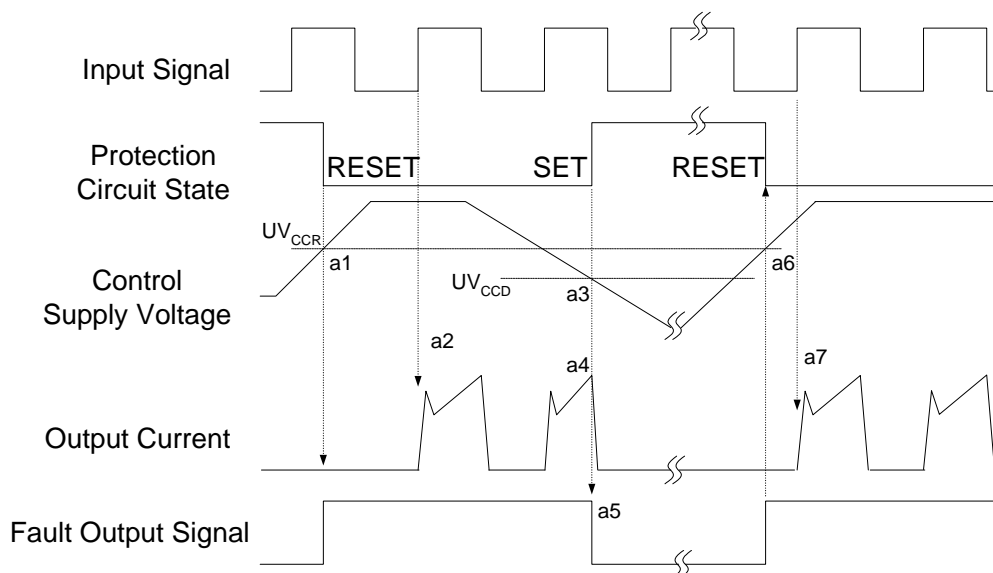 Input Signal
Protection
Circuit State
RESET
SET
RESET
UVCCR
a1
a6
Control
Supply Voltage
UVCCD
a3
a2
a4
a7
Output Current
a5
Fault Output Signal